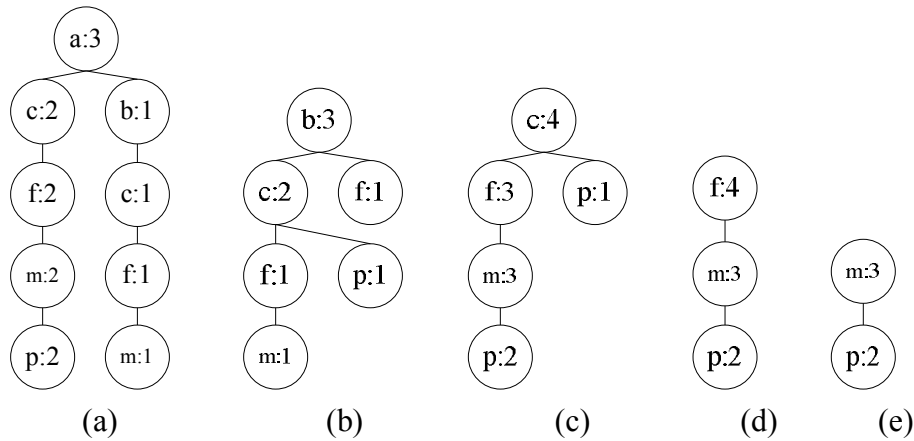 a:3
c:2 b:1
f:2 c:1
m:2 f:1
p:2 m:1
(a)
b:3
c:2 f:1
f:1 p:1
m:1
(b)
c:4
f:3 p:1
m:3
p:2
(c)
f:4
m:3
p:2
(d)
m:3
p:2
(e)